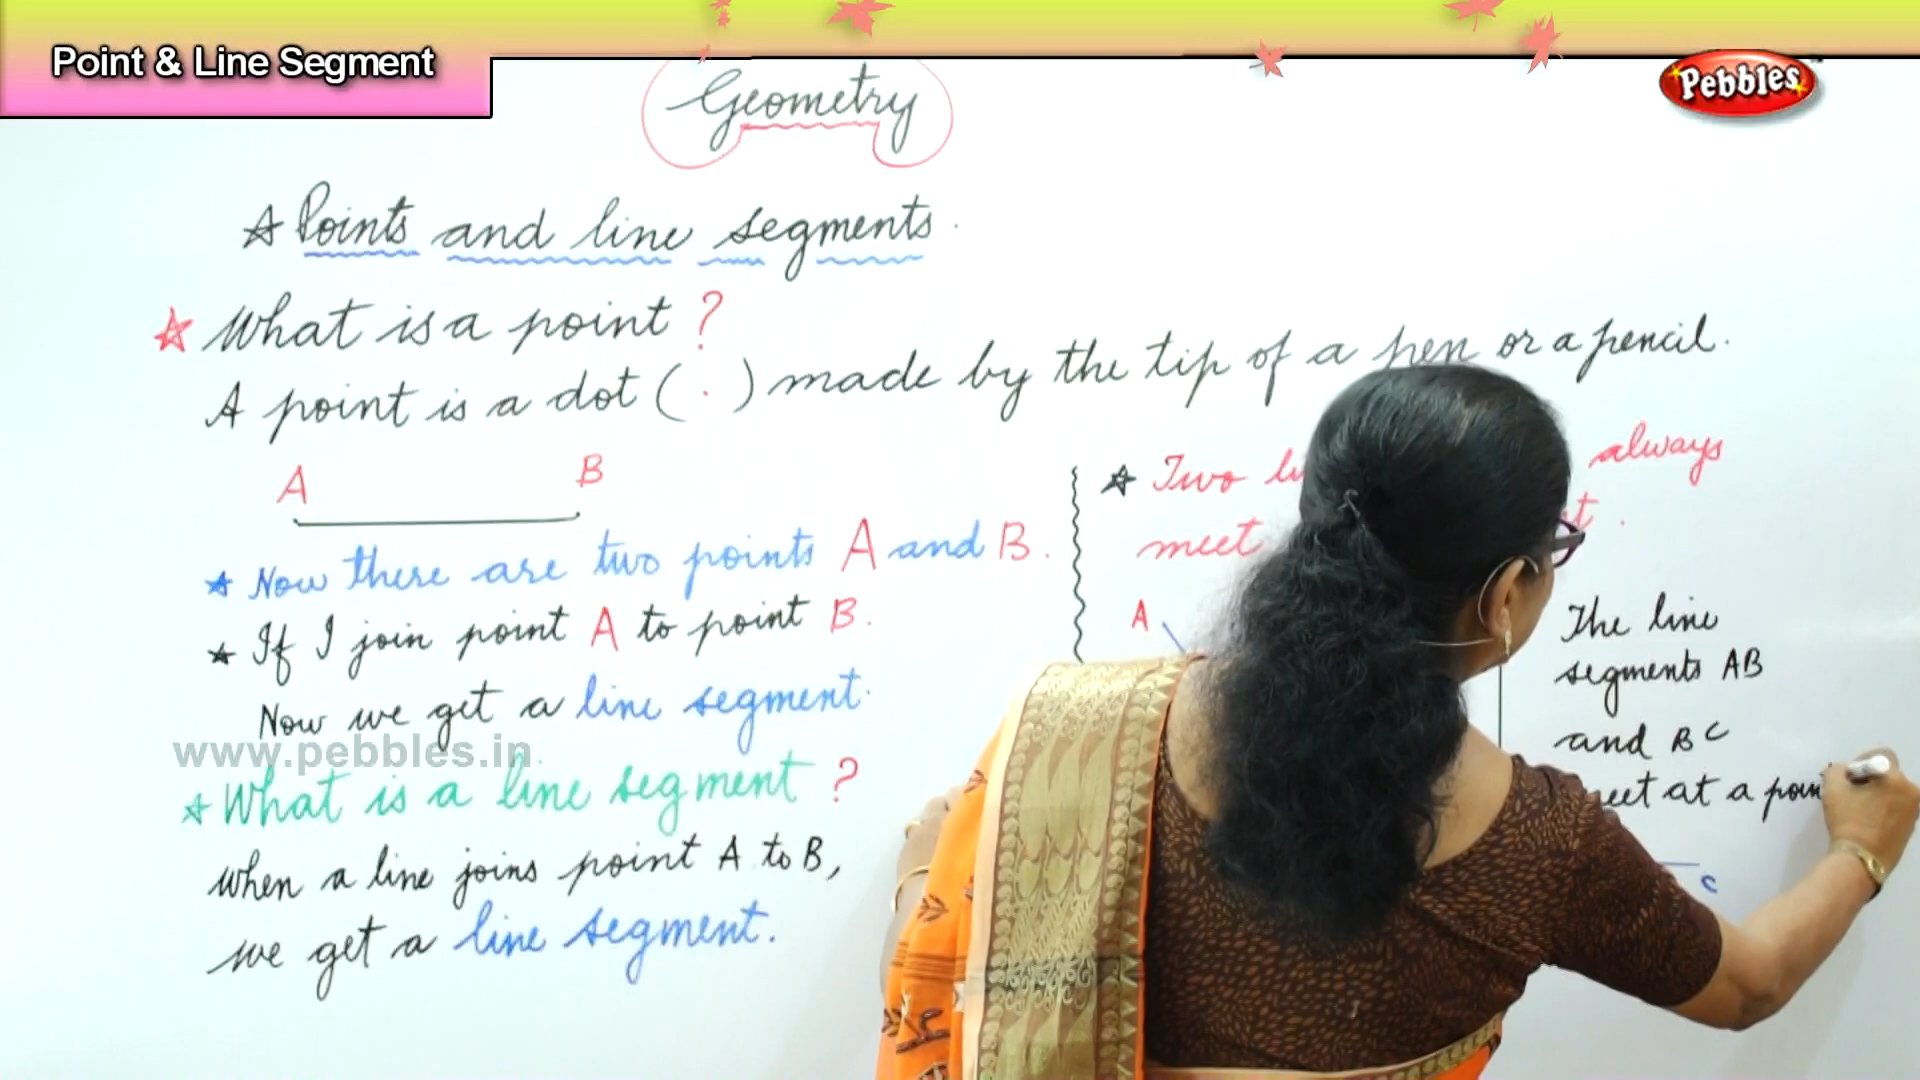 Point & Line Segment
Pebbles
Geometry
Points and line segments.
What is a point?
A point is a dot ( . ) made by the tip of a pen or a pencil.
A B
Now there are two points A and B.
If I join point A to point B.
Now we get a line segment.
www.pebbles.in
What is a line segment?
When a line joins point A to B,
we get a line segment.
Two always
meet
A
The line
segments AB
and BC
at a poin
C